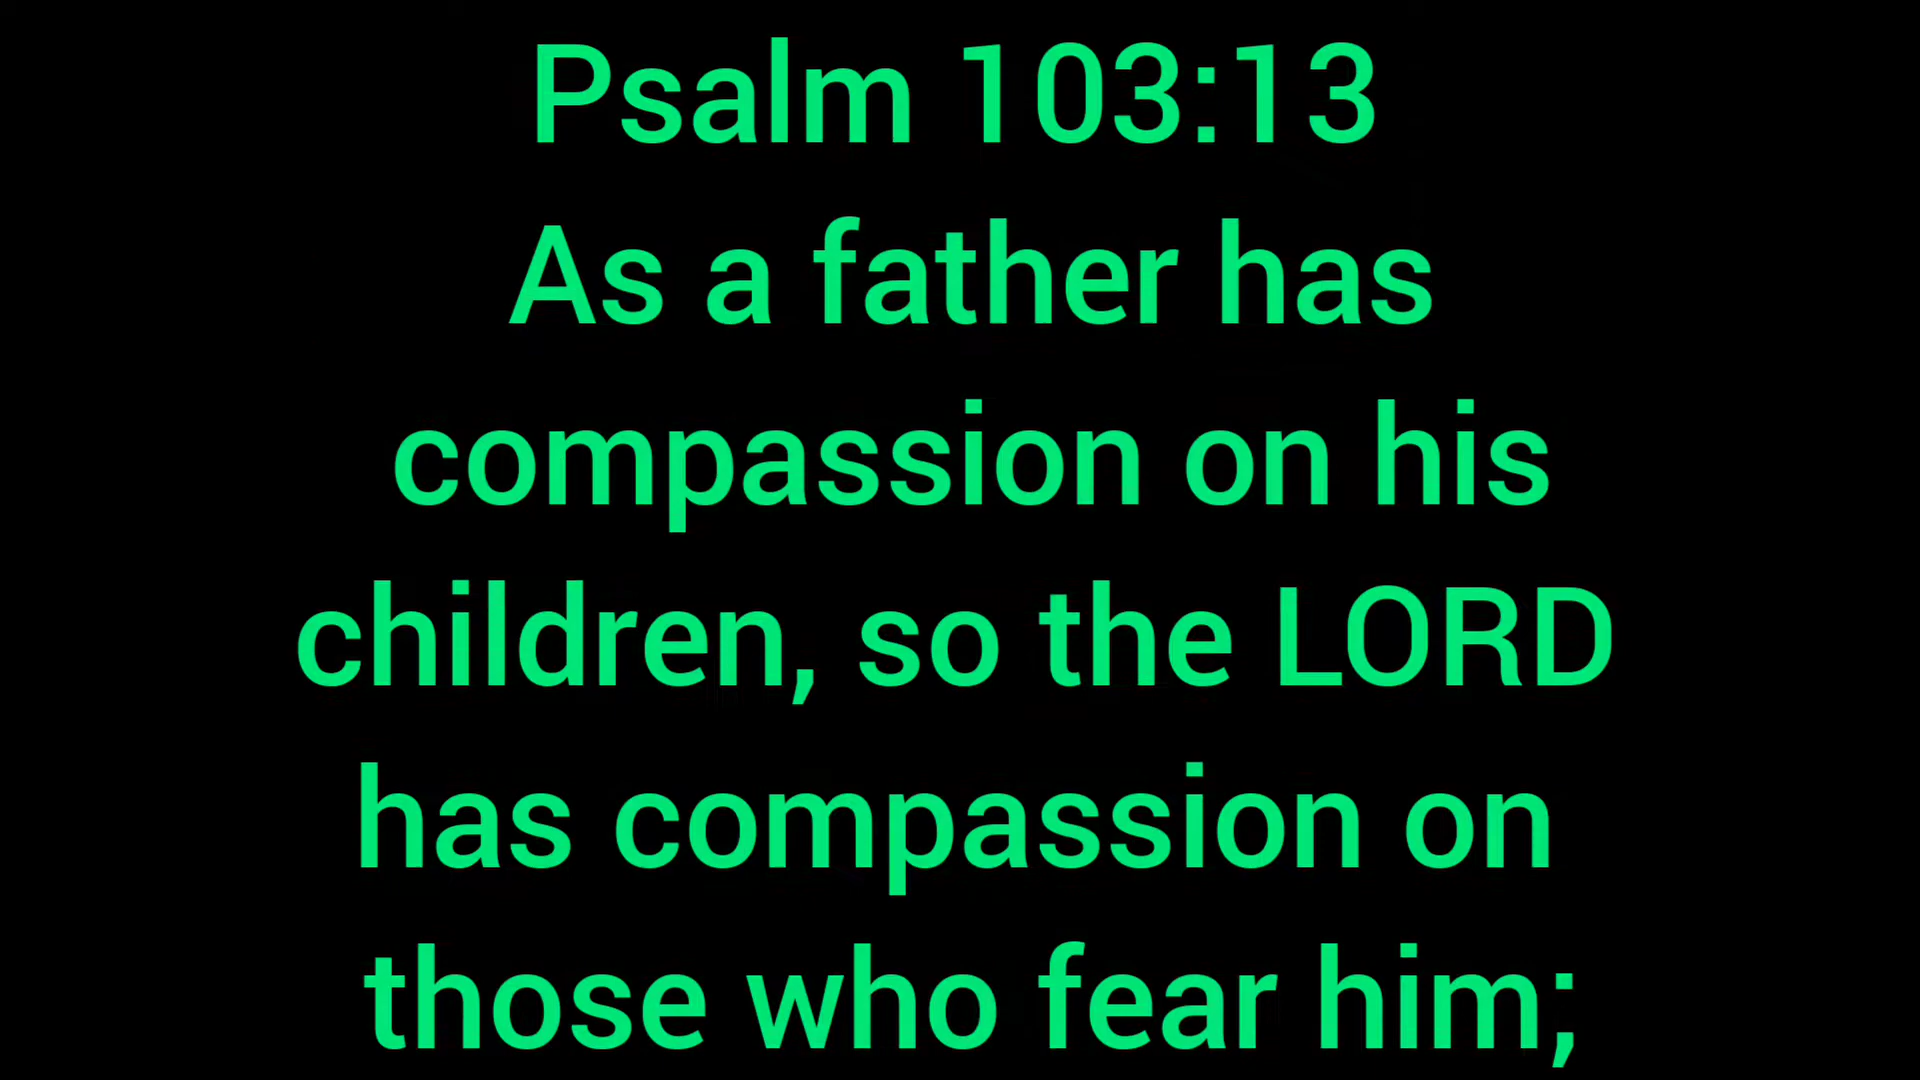 Psalm 103:13
As a father has
compassion on his
children, so the LORD
has compassion on
those who fear him;